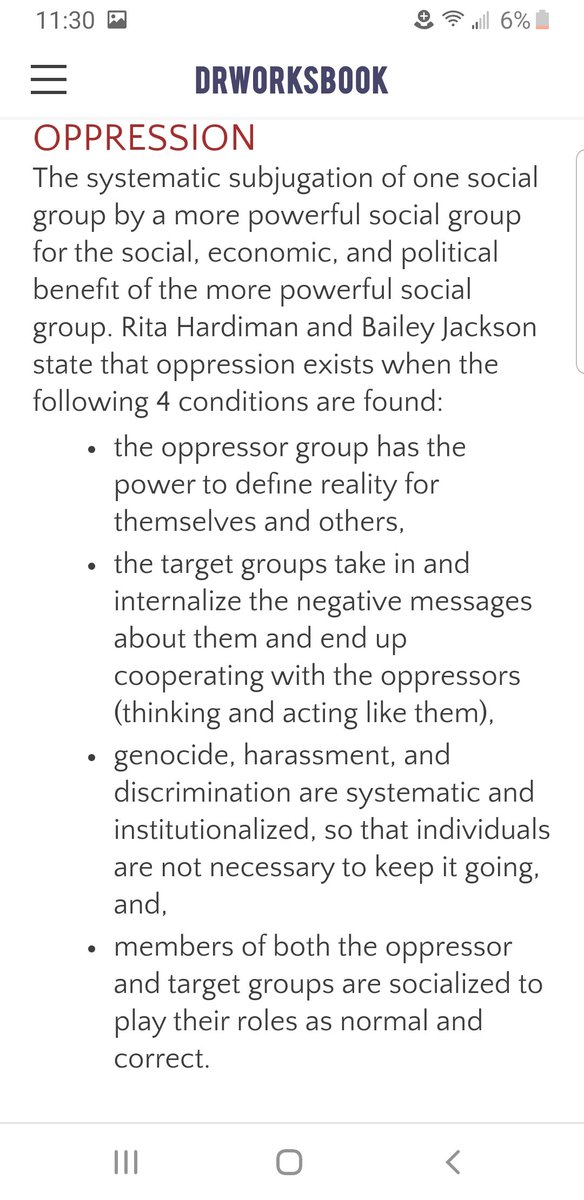 11:30 6%
DRWORKSBOOK
OPPRESSION
The systematic subjugation of one social
group by a more powerful social group
for the social, economic, and political
benefit of the more powerful social
group. Rita Hardiman and Bailey Jackson
state that oppression exists when the
following 4 conditions are found:
• the oppressor group has the
power to define reality for
themselves and others,
• the target groups take in and
internalize the negative messages
about them and end up
cooperating with the oppressors
(thinking and acting like them),
• genocide, harassment, and
discrimination are systematic and
institutionalized, so that individuals
are not necessary to keep it going,
and,
• members of both the oppressor
and target groups are socialized to
play their roles as normal and
correct.